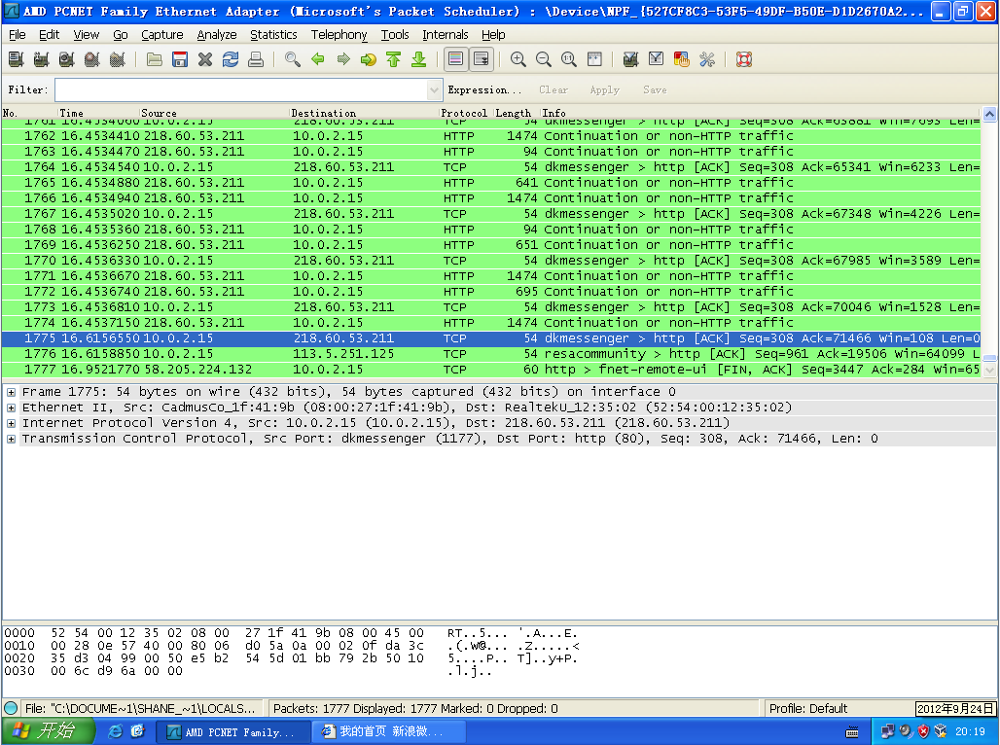 AMD PCNET Family Ethernet Adapter (Microsoft's Packet Scheduler) : \Device\NPF_{527CF8C3-53F5-49DF-B50E-D1D2670A2...
File Edit View Go Capture Analyze Statistics Telephony Tools Internals Help
Filter: Expression... Clear Apply Save
No. Time Source Destination Protocol Length Info
1761 16.4534060 10.0.2.15 218.60.53.211 TCP 54 dkmessenger > http [ACK] Seq=308 Ack=63881 Win=7693 Len=
1762 16.4534410 218.60.53.211 10.0.2.15 HTTP 1474 Continuation or non-HTTP traffic
1763 16.4534470 218.60.53.211 10.0.2.15 HTTP 94 Continuation or non-HTTP traffic
1764 16.4534540 10.0.2.15 218.60.53.211 TCP 54 dkmessenger > http [ACK] Seq=308 Ack=65341 Win=6233 Len=
1765 16.4534880 218.60.53.211 10.0.2.15 HTTP 641 Continuation or non-HTTP traffic
1766 16.4534940 218.60.53.211 10.0.2.15 HTTP 1474 Continuation or non-HTTP traffic
1767 16.4535020 10.0.2.15 218.60.53.211 TCP 54 dkmessenger > http [ACK] Seq=308 Ack=67348 Win=4226 Len=
1768 16.4535360 218.60.53.211 10.0.2.15 HTTP 94 Continuation or non-HTTP traffic
1769 16.4536250 218.60.53.211 10.0.2.15 HTTP 651 Continuation or non-HTTP traffic
1770 16.4536330 10.0.2.15 218.60.53.211 TCP 54 dkmessenger > http [ACK] Seq=308 Ack=67985 Win=3589 Len=
1771 16.4536670 218.60.53.211 10.0.2.15 HTTP 1474 Continuation or non-HTTP traffic
1772 16.4536740 218.60.53.211 10.0.2.15 HTTP 695 Continuation or non-HTTP traffic
1773 16.4536810 10.0.2.15 218.60.53.211 TCP 54 dkmessenger > http [ACK] Seq=308 Ack=70046 Win=1528 Len=
1774 16.4537150 218.60.53.211 10.0.2.15 HTTP 1474 Continuation or non-HTTP traffic
1775 16.6156550 10.0.2.15 218.60.53.211 TCP 54 dkmessenger > http [ACK] Seq=308 Ack=71466 Win=108 Len=0
1776 16.6158850 10.0.2.15 113.5.251.125 TCP 54 resacommunity > http [ACK] Seq=961 Ack=19506 Win=64099 L
1777 16.9521770 58.205.224.132 10.0.2.15 TCP 60 http > fnet-remote-ui [FIN, ACK] Seq=3447 Ack=284 Win=65
Frame 1775: 54 bytes on wire (432 bits), 54 bytes captured (432 bits) on interface 0
Ethernet II, Src: CadmusCo_1f:41:9b (08:00:27:1f:41:9b), Dst: RealtekU_12:35:02 (52:54:00:12:35:02)
Internet Protocol Version 4, Src: 10.0.2.15 (10.0.2.15), Dst: 218.60.53.211 (218.60.53.211)
Transmission Control Protocol, Src Port: dkmessenger (1177), Dst Port: http (80), Seq: 308, Ack: 71466, Len: 0
0000 52 54 00 12 35 02 08 00 27 1f 41 9b 08 00 45 00 RT..5... '.A...E.
0010 00 28 0e 57 40 00 80 06 d0 5a 0a 00 02 0f da 3c .(.W@... .Z.....<
0020 35 d3 04 99 00 50 e5 b2 54 5d 01 bb 79 2b 50 10 5....P.. T]..y+P.
0030 00 6c d9 6a 00 00 .l.j..
File: "C:\DOCUME~1\SHANE_~1\LOCALS... Packets: 1777 Displayed: 1777 Marked: 0 Dropped: 0 Profile: Default 2012年9月24日
开始 AMD PCNET Family... 我的首页 新浪微... 20:19